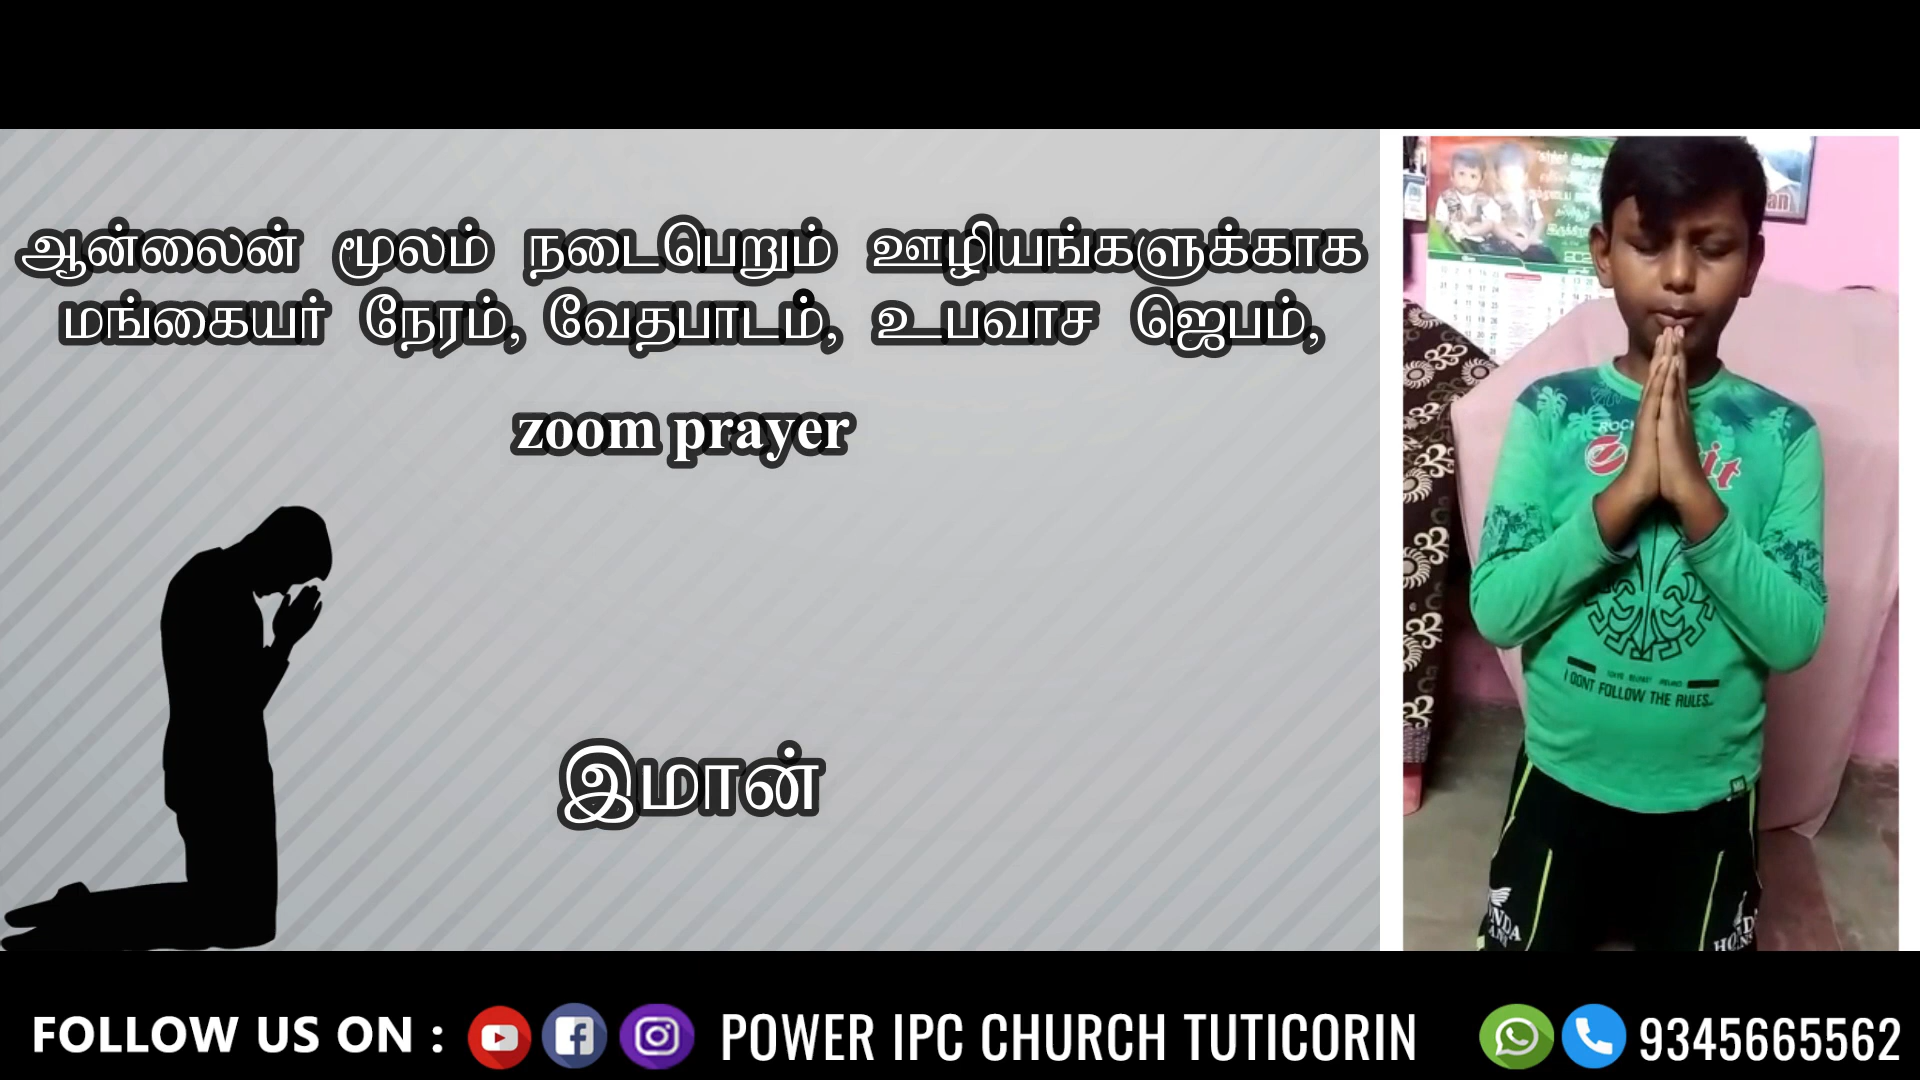 ஆன்லைன் மூலம் நடைபெறும் ஊழியங்களுக்காக
மங்கையர் நேரம், வேதபாடம், உபவாச ஜெபம்,
zoom prayer
இமான்
I DONT FOLLOW THE RULES..
HONDA
FOLLOW US ON :
POWER IPC CHURCH TUTICORIN
9345665562